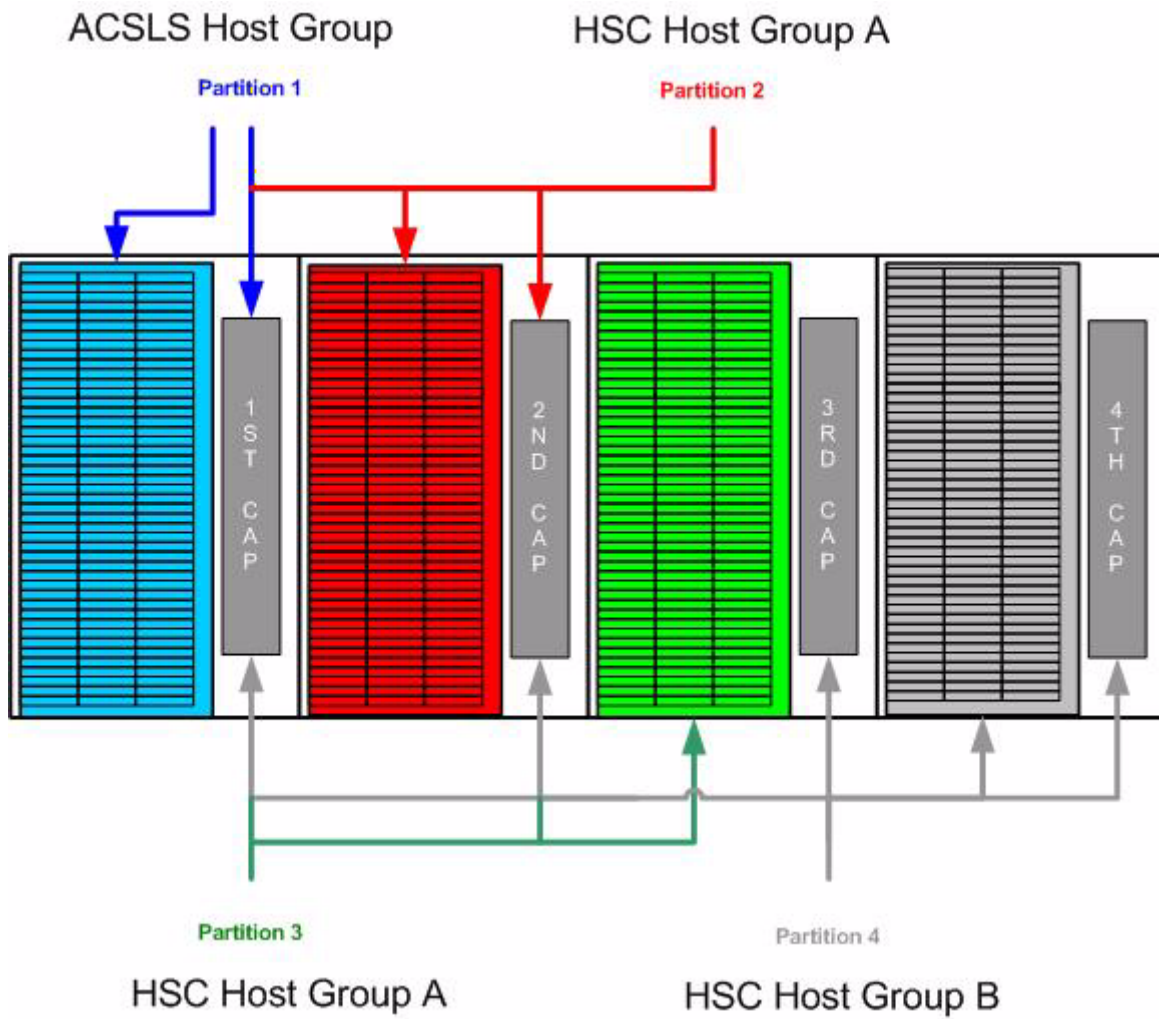 ACSLS Host Group
HSC Host Group A
Partition 1
Partition 2
1ST CAP
2ND CAP
3RD CAP
4TH CAP
Partition 3
Partition 4
HSC Host Group A
HSC Host Group B